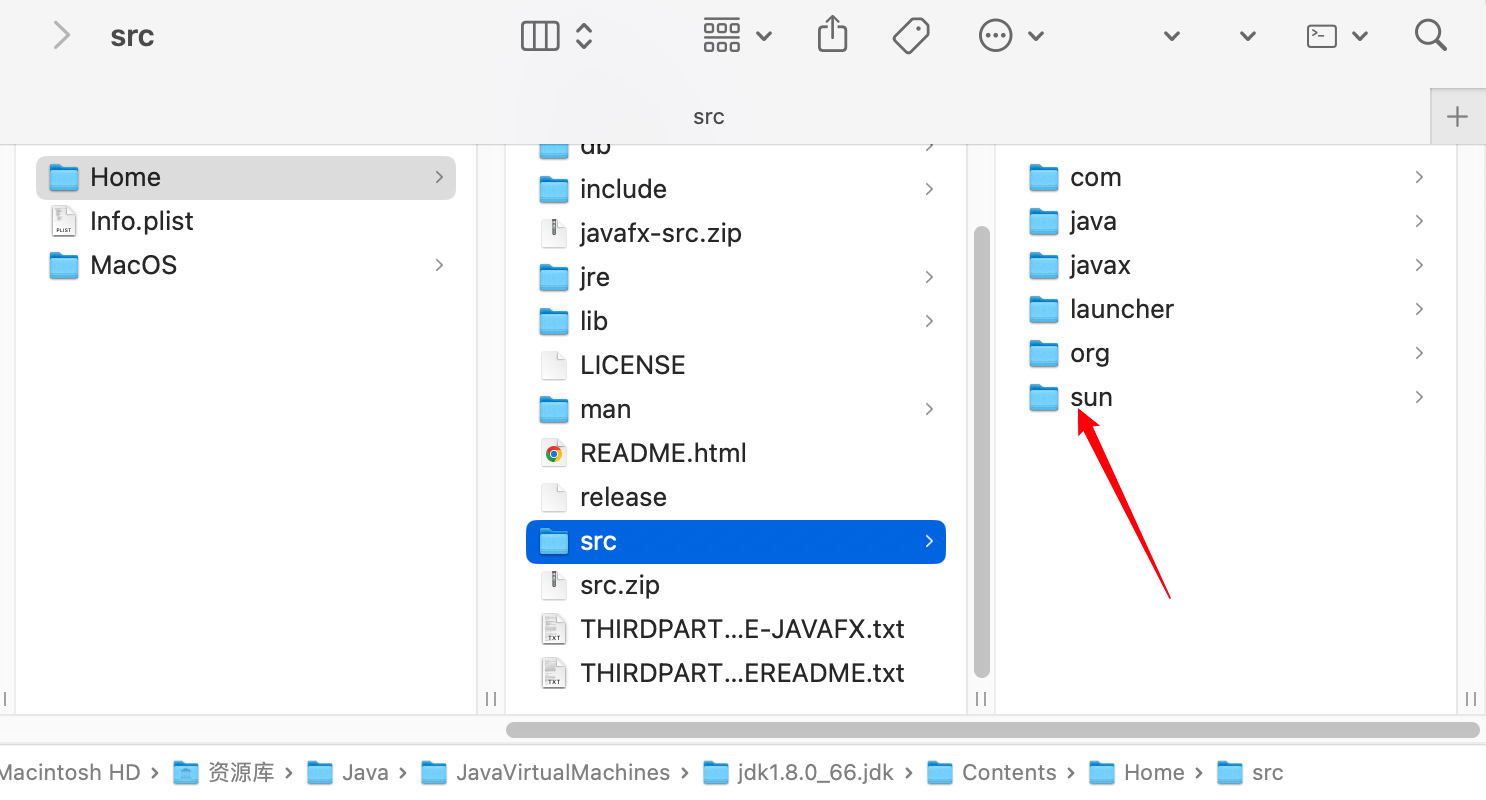 src
src
Home
Info.plist
MacOS
db
include
javafx-src.zip
jre
lib
LICENSE
man
README.html
release
src
src.zip
THIRDPART...E-JAVAFX.txt
THIRDPART...EREADME.txt
com
java
javax
launcher
org
sun
Macintosh HD › 资源库 › Java › JavaVirtualMachines › jdk1.8.0_66.jdk › Contents › Home › src